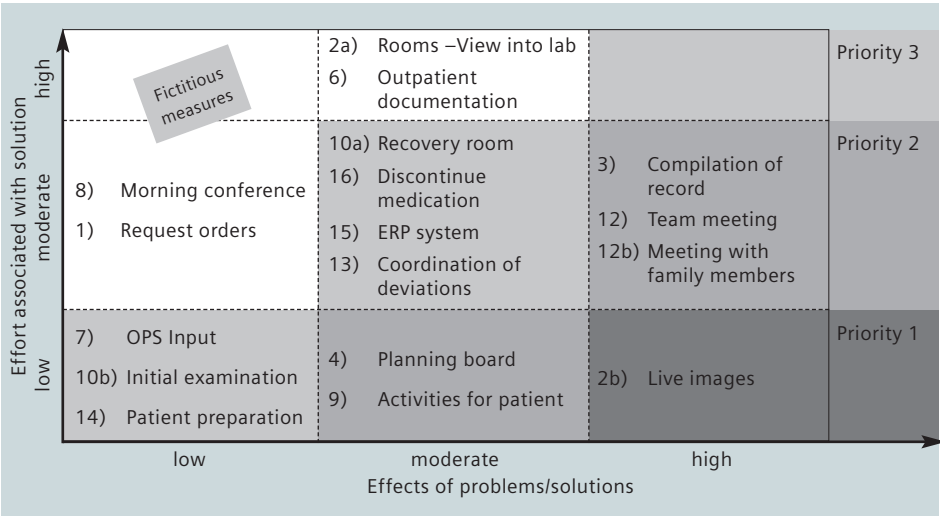 Effort associated with solution
high
moderate
low
Fictitious
measures
2a) Rooms –View into lab
6) Outpatient
documentation
Priority 3
8) Morning conference
1) Request orders
10a) Recovery room
16) Discontinue
medication
15) ERP system
13) Coordination of
deviations
3) Compilation of
record
12) Team meeting
12b) Meeting with
family members
Priority 2
7) OPS Input
10b) Initial examination
14) Patient preparation
4) Planning board
9) Activities for patient
2b) Live images
Priority 1
low
moderate
high
Effects of problems/solutions